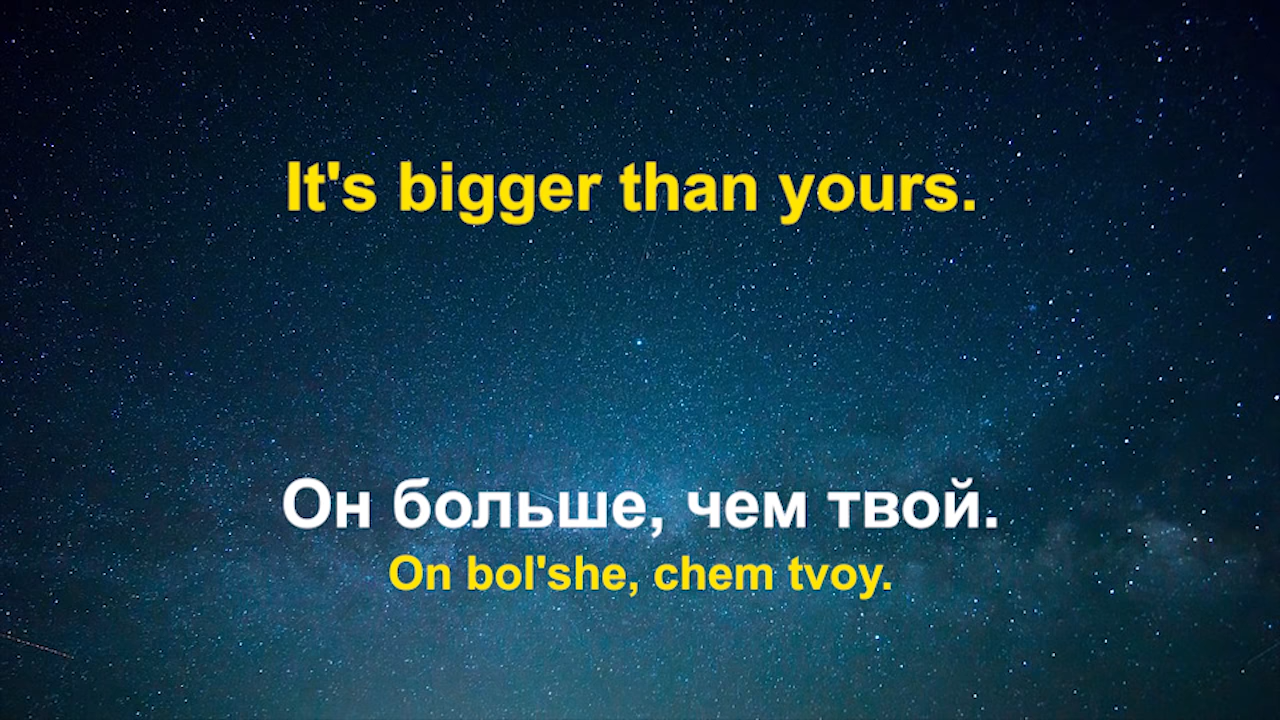 It's bigger than yours.
Он больше, чем твой.
On bol'she, chem tvoy.